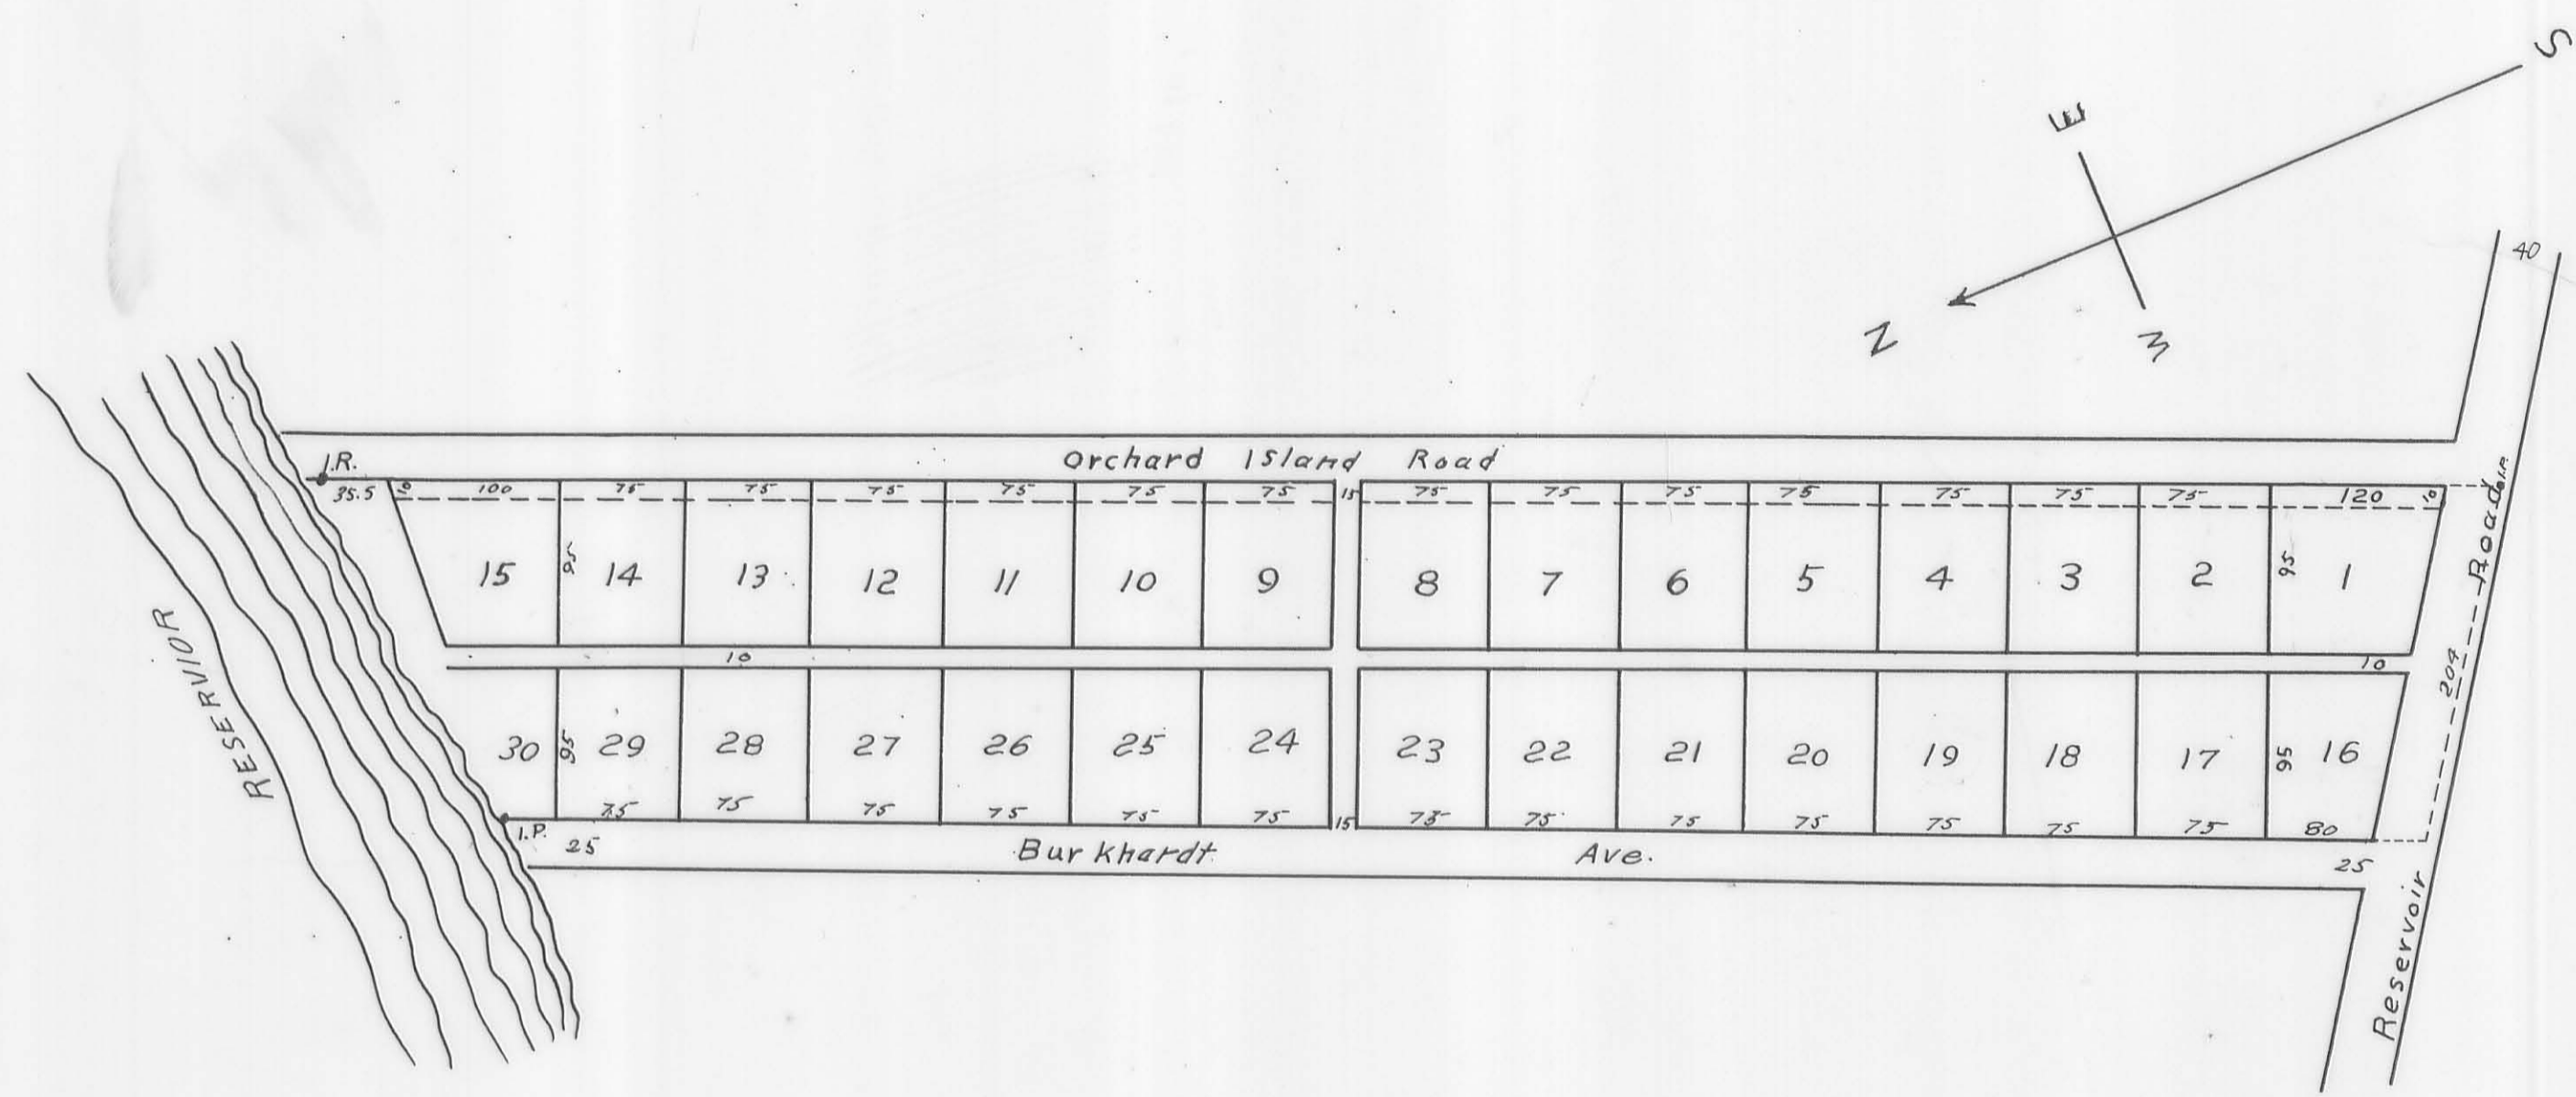 S
E
N
W
40
Orchard Island Road
I.R.
35.5 10 100 75 75 75 75 75 75 15 75 75 75 75 75 75 75 120 10
15 95 14 13 12 11 10 9 8 7 6 5 4 3 2 95 1
10 10
30 95 29 28 27 26 25 24 23 22 21 20 19 18 17 95 16
75 75 75 75 75 75 15 75 75 75 75 75 75 75 80
I.P.
25 Burkhardt Ave. 25
RESERVIOR
Reservoir Road
204